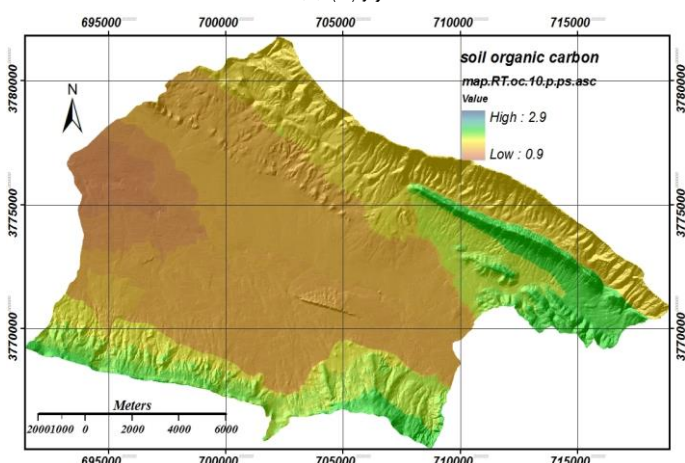 695000 700000 705000 710000 715000
soil organic carbon
map.RT.oc.10.p.ps.asc
Value
High : 2.9
Low : 0.9
N
3780000 3780000
3775000 3775000
3770000 3770000
Meters
20001000 0 2000 4000 6000
695000 700000 705000 710000 715000